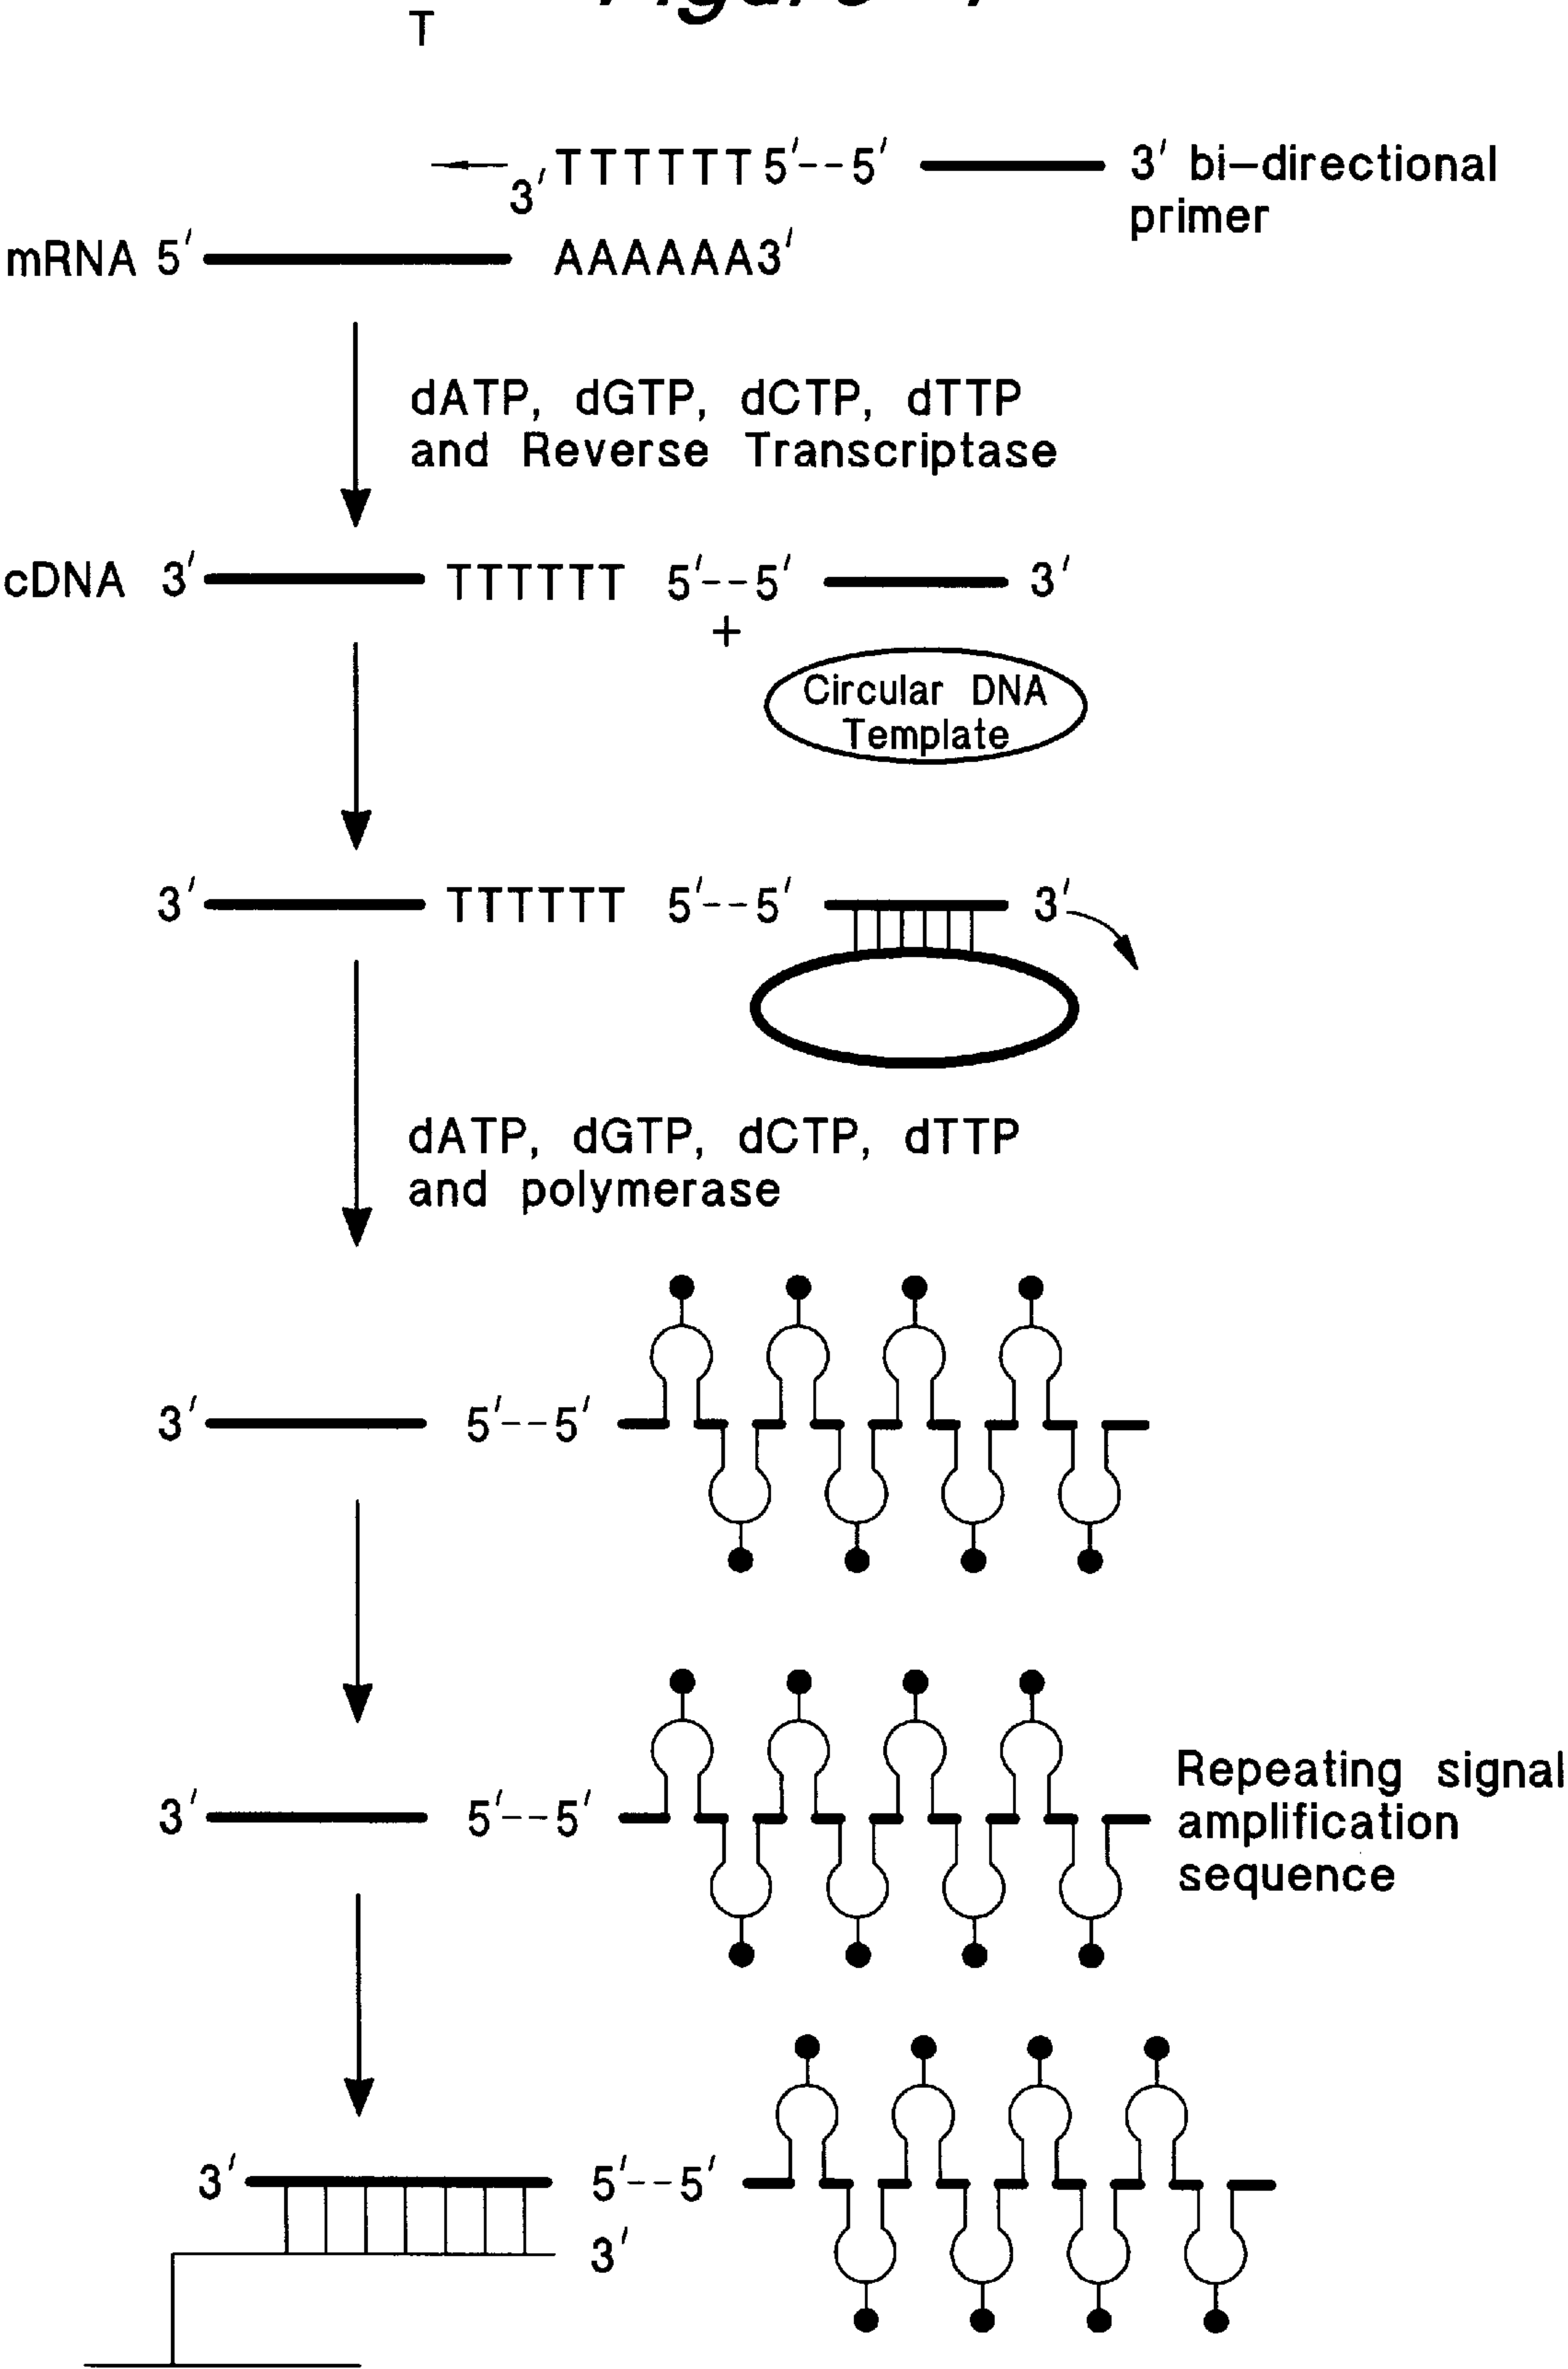 T
3'TTTTTT5'--5' 3' bi-directional
primer
mRNA 5' AAAAAA3'
dATP, dGTP, dCTP, dTTP
and Reverse Transcriptase
cDNA 3' TTTTTT 5'--5' 3'
+
Circular DNA
Template
3' TTTTTT 5'--5' 3'
dATP, dGTP, dCTP, dTTP
and polymerase
3' 5'--5'
3' 5'--5'
Repeating signal
amplification
sequence
3' 5'--5'
3'